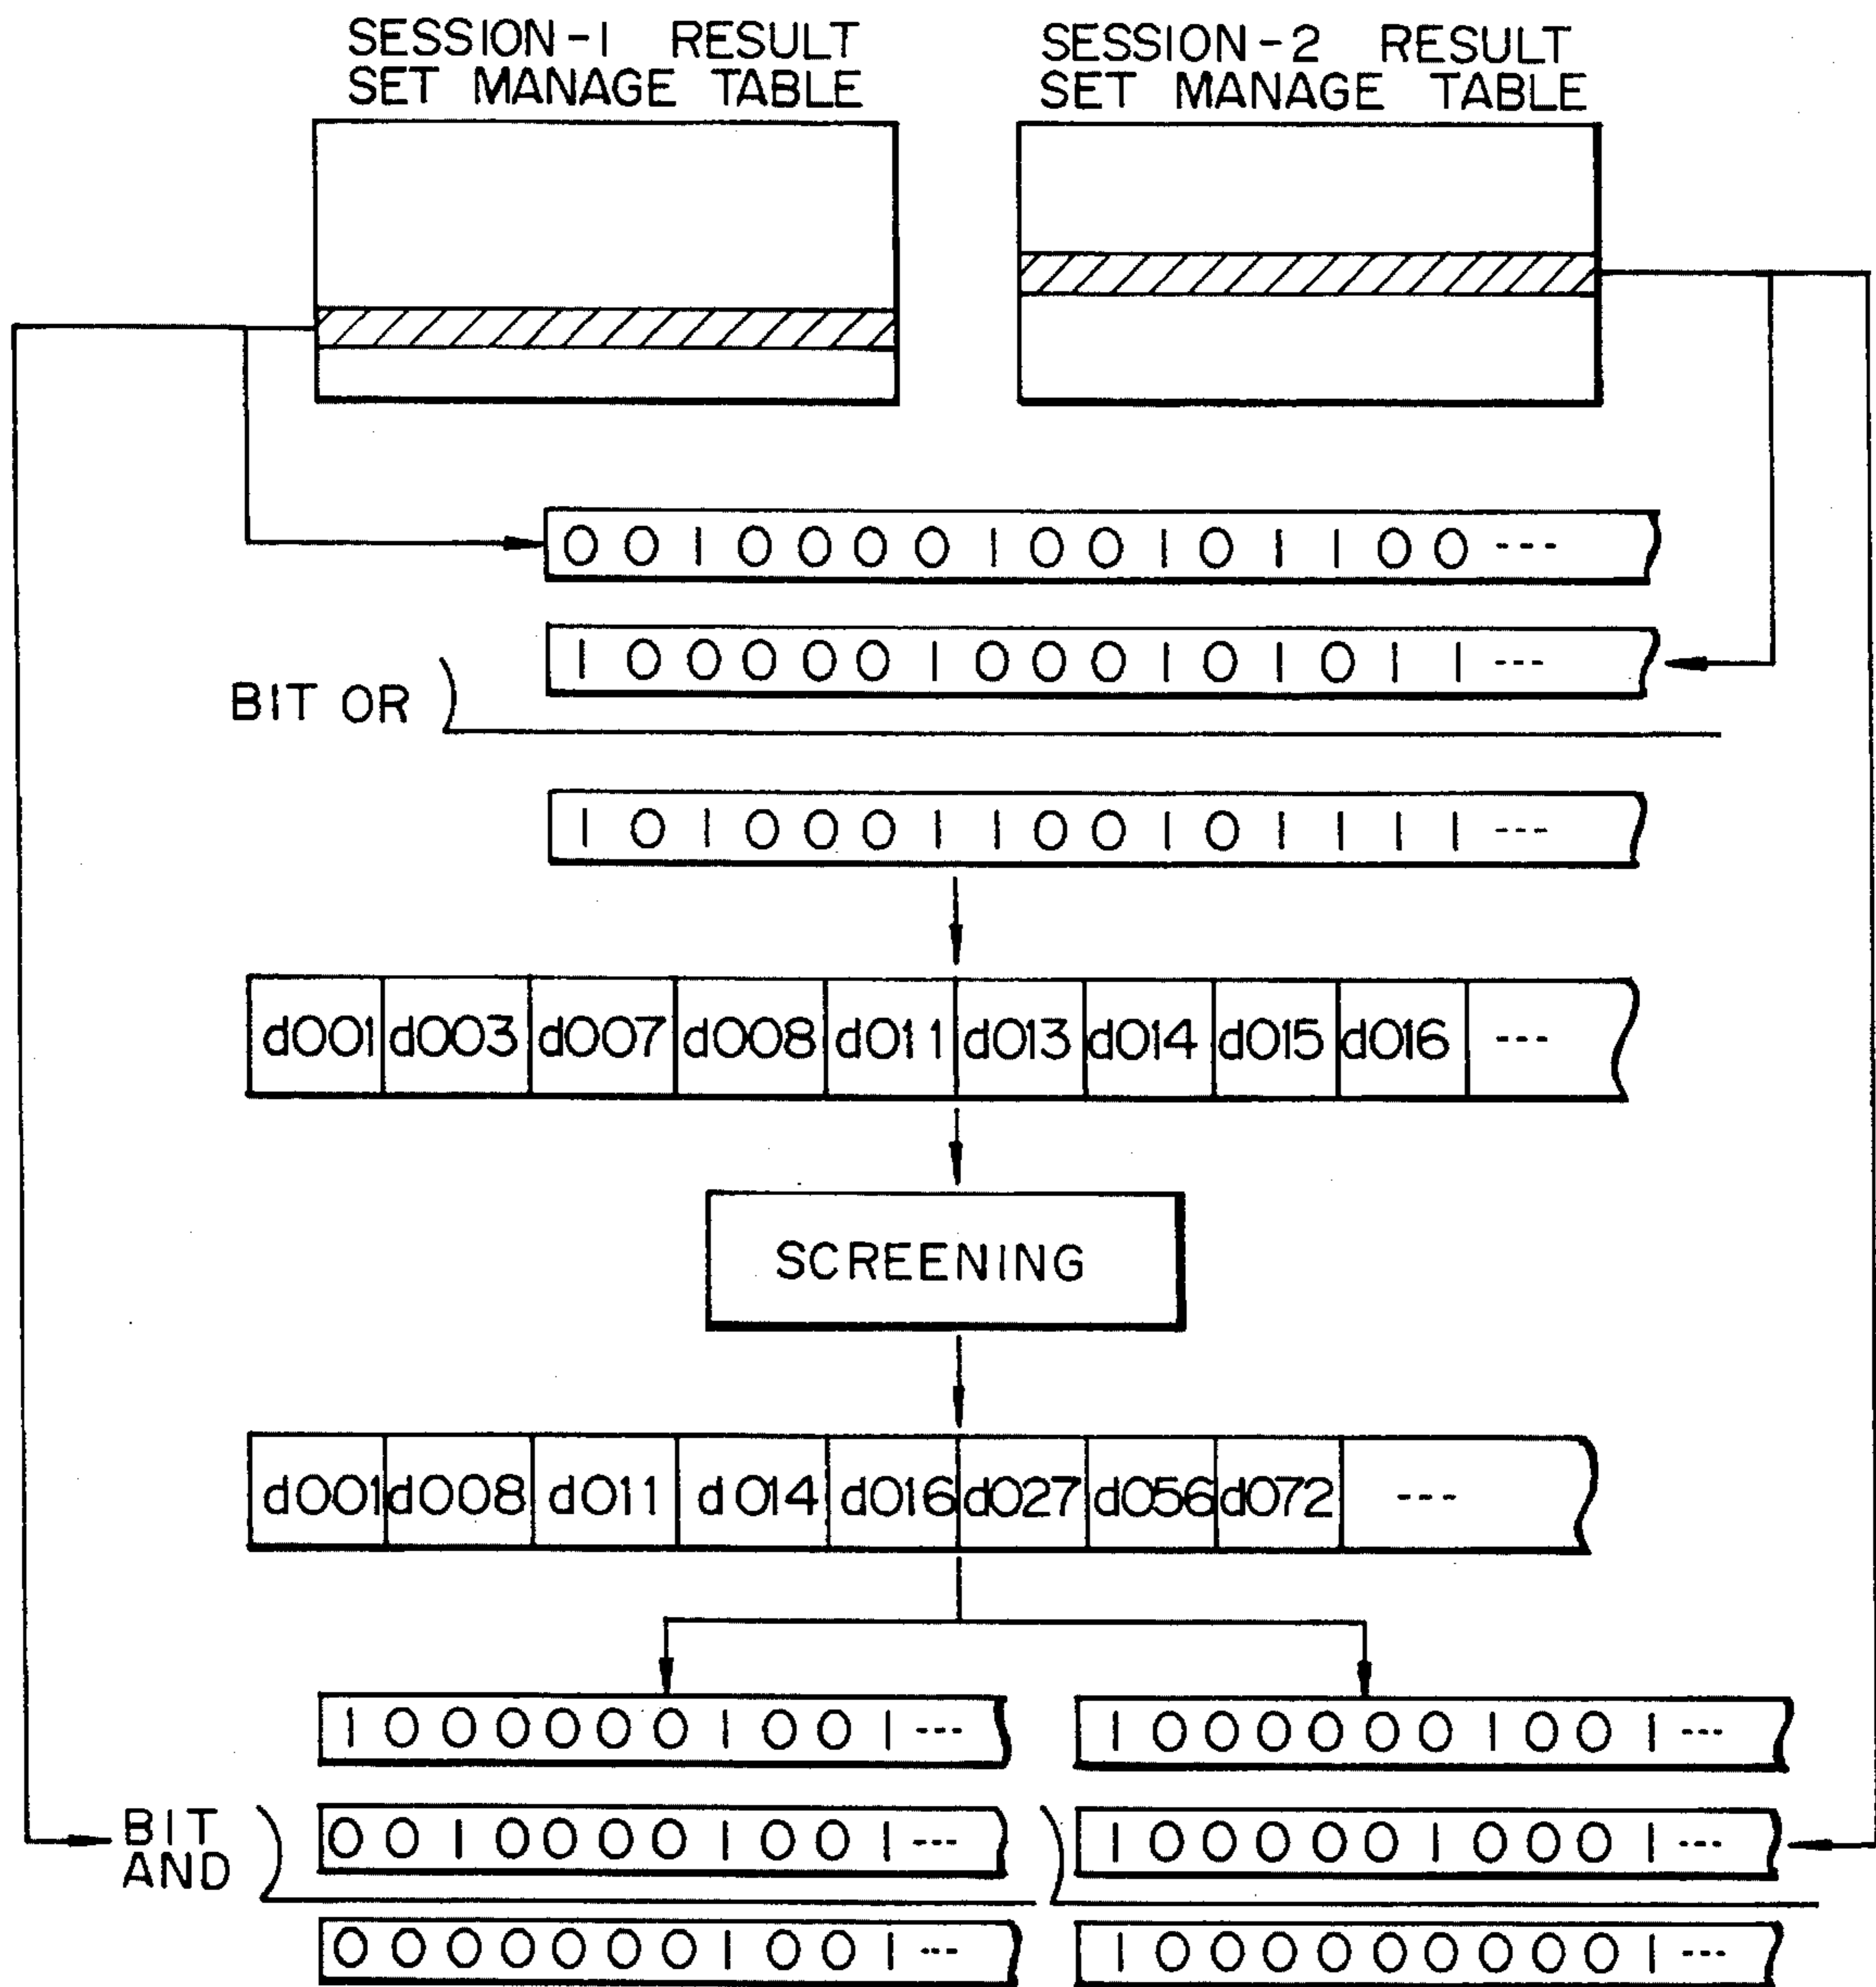 SESSION-1 RESULT
SET MANAGE TABLE
SESSION-2 RESULT
SET MANAGE TABLE
0 0 1 0 0 0 0 1 0 0 1 0 1 1 0 0 ---
1 0 0 0 0 0 1 0 0 0 1 0 1 0 1 1 ---
BIT OR
1 0 1 0 0 0 1 1 0 0 1 0 1 1 1 1 ---
d001 d003 d007 d008 d011 d013 d014 d015 d016 ---
SCREENING
d001 d008 d011 d014 d016 d027 d056 d072 ---
1 0 0 0 0 0 0 1 0 0 1 ---
1 0 0 0 0 0 0 1 0 0 1 ---
BIT
AND
0 0 1 0 0 0 0 1 0 0 1 ---
1 0 0 0 0 0 1 0 0 0 1 ---
0 0 0 0 0 0 0 1 0 0 1 ---
1 0 0 0 0 0 0 0 0 0 1 ---